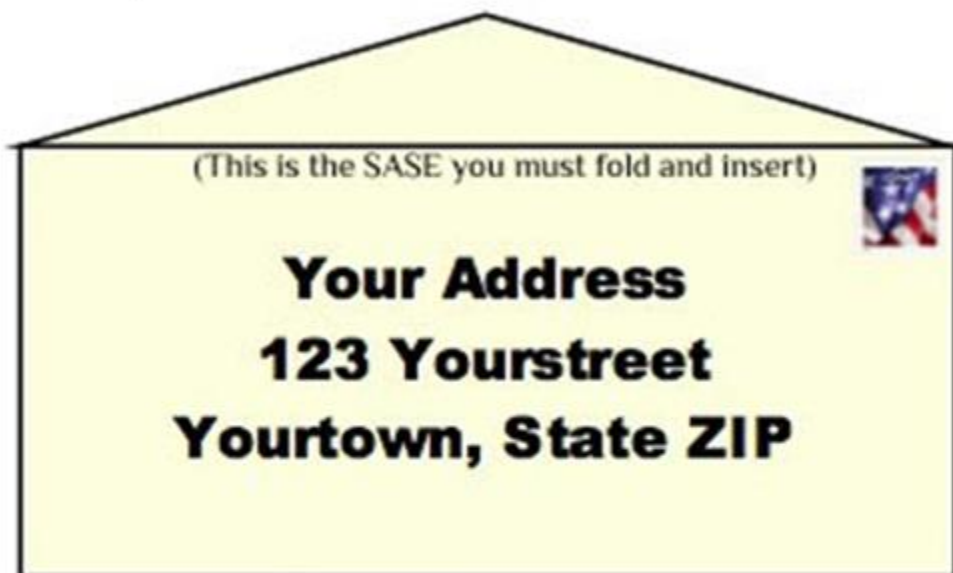 (This is the SASE you must fold and insert)
Your Address
123 Yourstreet
Yourtown, State ZIP